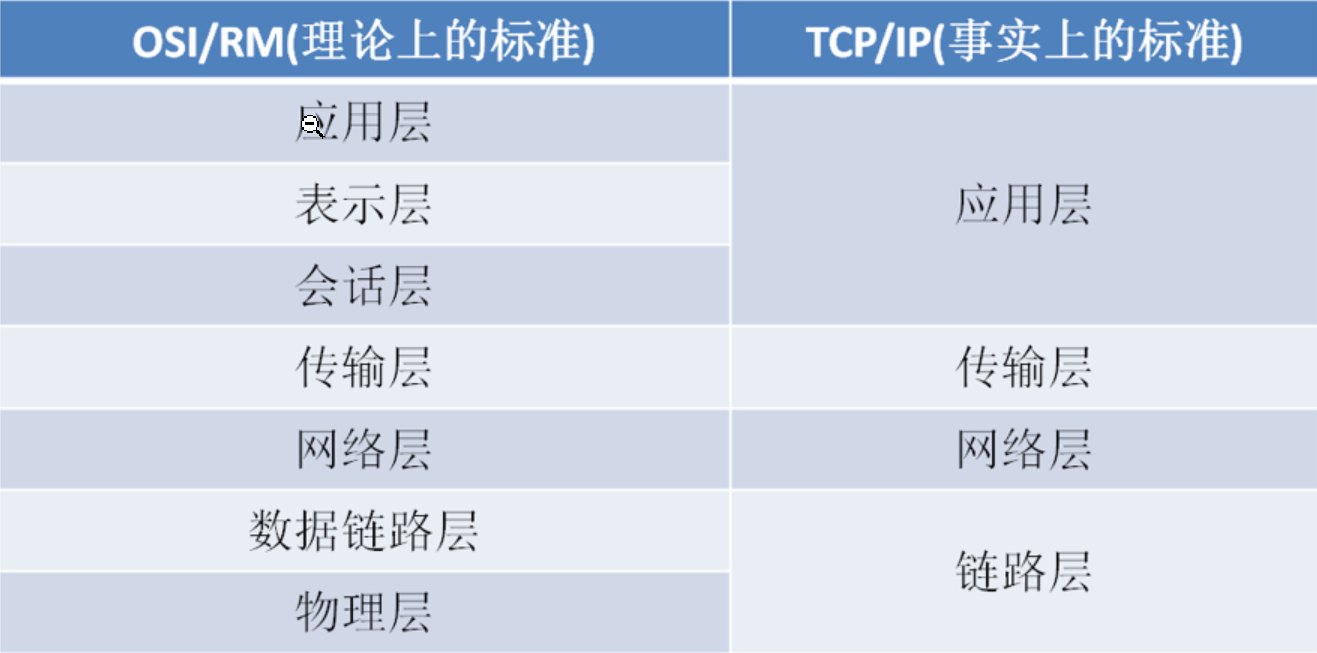 OSI/RM(理论上的标准)
TCP/IP(事实上的标准)
应用层
表示层
会话层
传输层
网络层
数据链路层
物理层
应用层
传输层
网络层
链路层